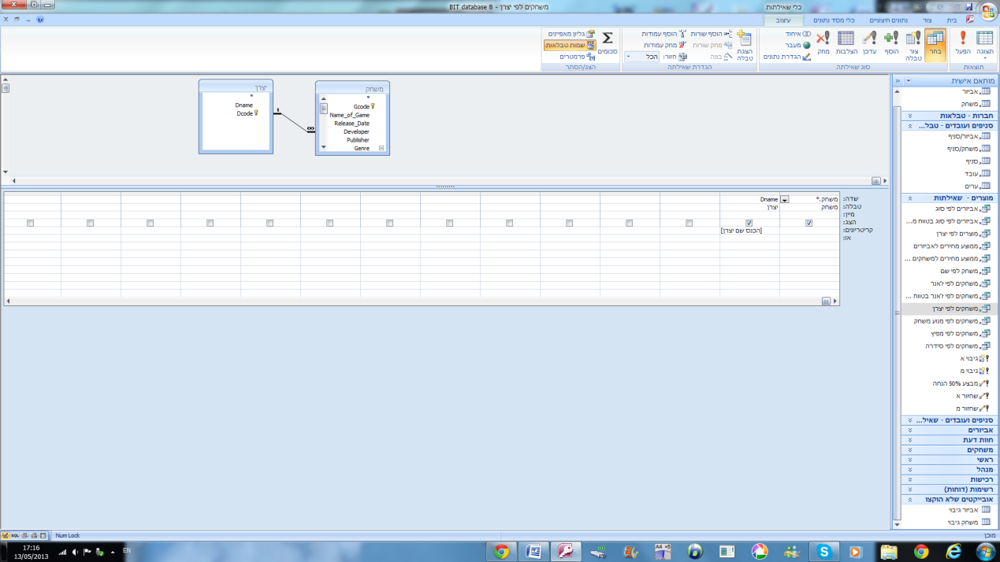 משחקים לפי יצרן - BIT database 8
כלי שאילתות
בית
צור
נתונים חיצוניים
כלי מסד נתונים
עיצוב
תצוגה
הפעל
תוצאות
בחר
צור טבלה
הוסף
עדכן
הצלבות
מחק
איחוד
מעבר
הגדרת נתונים
סוג שאילתה
הצגת טבלה
הוסף שורות
מחק שורות
בונה
הוסף עמודות
מחק עמודות
חזור: הכל
הגדרת שאילתה
סכומים
גליון מאפיינים
שמות טבלאות
פרמטרים
הצג/הסתר
מותאם אישית
אביזר
משחק
חברות - טבלאות
סניפים ועובדים - טבל...
אביזר/סניף
משחק/סניף
סניף
עובד
ערים
מוצרים - שאילתות
אביזרים לפי סוג
אביזרים לפי סוג בטווח מ...
מוצרים לפי יצרן
ממוצע מחירים לאביזרים
ממוצע מחירים למשחקים ...
משחק לפי שם
משחקים לפי ז'אנר
משחקים לפי ז'אנר בטווח ...
משחקים לפי יצרן
משחקים לפי מנוע משחק
משחקים לפי מפיץ
משחקים לפי סידרה
גיבוי א
גיבוי מ
מבצע 50% הנחה
שחזור א
שחזור מ
סניפים ועובדים - שאיל...
אביזרים
חוות דעת
משחקים
ראשי
מנהל
רכישות
רשימות (דוחות)
אובייקטים שלא הוקצו
אביזר גיבוי
משחק גיבוי
משחק
*
Gcode
Name_of_Game
Release_Date
Developer
Publisher
Genre
יצרן
*
Dname
Dcode
1
∞
שדה: משחק.* Dname
טבלה: משחק יצרן
מיין:
הצג:
קריטריונים: [הכנס שם יצרן]
או:
מוכן
Num Lock
SQL
A4 +5
EN
17:16
13/05/2013